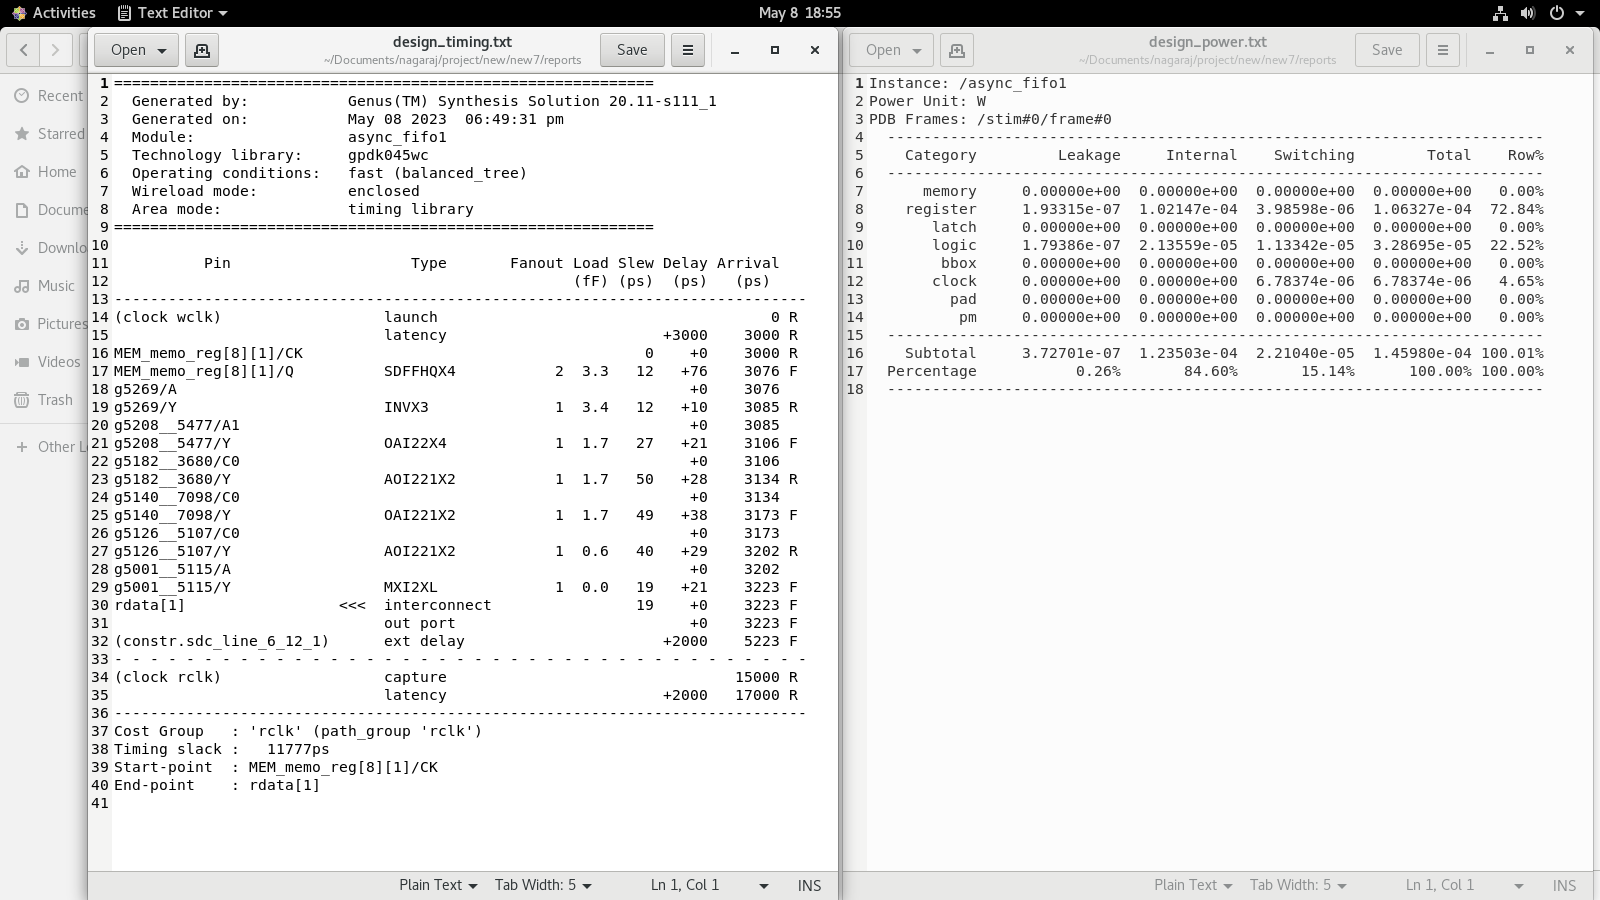 Activities Text Editor May 8 18:55
Open design_timing.txt ~/Documents/nagaraj/project/new/new7/reports Save
Open design_power.txt ~/Documents/nagaraj/project/new/new7/reports Save
Recent
Starred
Home
Docume
Downlo
Music
Pictures
Videos
Trash
+ Other Lo
1 ============================================================
2   Generated by:           Genus(TM) Synthesis Solution 20.11-s111_1
3   Generated on:           May 08 2023  06:49:31 pm
4   Module:                 async_fifo1
5   Technology library:     gpdk045wc
6   Operating conditions:   fast (balanced_tree)
7   Wireload mode:          enclosed
8   Area mode:              timing library
9 ============================================================
10
11           Pin                    Type       Fanout Load Slew Delay Arrival
12                                                    (fF) (ps)  (ps)   (ps)
13 -----------------------------------------------------------------------------
14 (clock wclk)                  launch                                     0 R
15                               latency                        +3000    3000 R
16 MEM_memo_reg[8][1]/CK                                      0    +0    3000 R
17 MEM_memo_reg[8][1]/Q          SDFFHQX4           2  3.3   12   +76    3076 F
18 g5269/A                                                         +0    3076
19 g5269/Y                       INVX3              1  3.4   12   +10    3085 R
20 g5208__5477/A1                                                  +0    3085
21 g5208__5477/Y                 OAI22X4            1  1.7   27   +21    3106 F
22 g5182__3680/C0                                                  +0    3106
23 g5182__3680/Y                 AOI221X2           1  1.7   50   +28    3134 R
24 g5140__7098/C0                                                  +0    3134
25 g5140__7098/Y                 OAI221X2           1  1.7   49   +38    3173 F
26 g5126__5107/C0                                                  +0    3173
27 g5126__5107/Y                 AOI221X2           1  0.6   40   +29    3202 R
28 g5001__5115/A                                                   +0    3202
29 g5001__5115/Y                 MXI2XL             1  0.0   19   +21    3223 F
30 rdata[1]                 <<<  interconnect                19    +0    3223 F
31                               out port                          +0    3223 F
32 (constr.sdc_line_6_12_1)      ext delay                      +2000    5223 F
33 - - - - - - - - - - - - - - - - - - - - - - - - - - - - - - - - - - - - - - -
34 (clock rclk)                  capture                                15000 R
35                               latency                        +2000   17000 R
36 -----------------------------------------------------------------------------
37 Cost Group   : 'rclk' (path_group 'rclk')
38 Timing slack :   11777ps
39 Start-point  : MEM_memo_reg[8][1]/CK
40 End-point    : rdata[1]
41
Plain Text Tab Width: 5 Ln 1, Col 1 INS
1 Instance: /async_fifo1
2 Power Unit: W
3 PDB Frames: /stim#0/frame#0
4   -------------------------------------------------------------------------
5     Category         Leakage     Internal    Switching        Total    Row%
6   -------------------------------------------------------------------------
7       memory     0.00000e+00  0.00000e+00  0.00000e+00  0.00000e+00   0.00%
8     register     1.93315e-07  1.02147e-04  3.98598e-06  1.06327e-04  72.84%
9        latch     0.00000e+00  0.00000e+00  0.00000e+00  0.00000e+00   0.00%
10       logic     1.79386e-07  2.13559e-05  1.13342e-05  3.28695e-05  22.52%
11        bbox     0.00000e+00  0.00000e+00  0.00000e+00  0.00000e+00   0.00%
12       clock     0.00000e+00  0.00000e+00  6.78374e-06  6.78374e-06   4.65%
13         pad     0.00000e+00  0.00000e+00  0.00000e+00  0.00000e+00   0.00%
14          pm     0.00000e+00  0.00000e+00  0.00000e+00  0.00000e+00   0.00%
15  -------------------------------------------------------------------------
16    Subtotal     3.72701e-07  1.23503e-04  2.21040e-05  1.45980e-04 100.01%
17  Percentage           0.26%       84.60%       15.14%      100.00% 100.00%
18  -------------------------------------------------------------------------
Plain Text Tab Width: 5 Ln 1, Col 1 INS